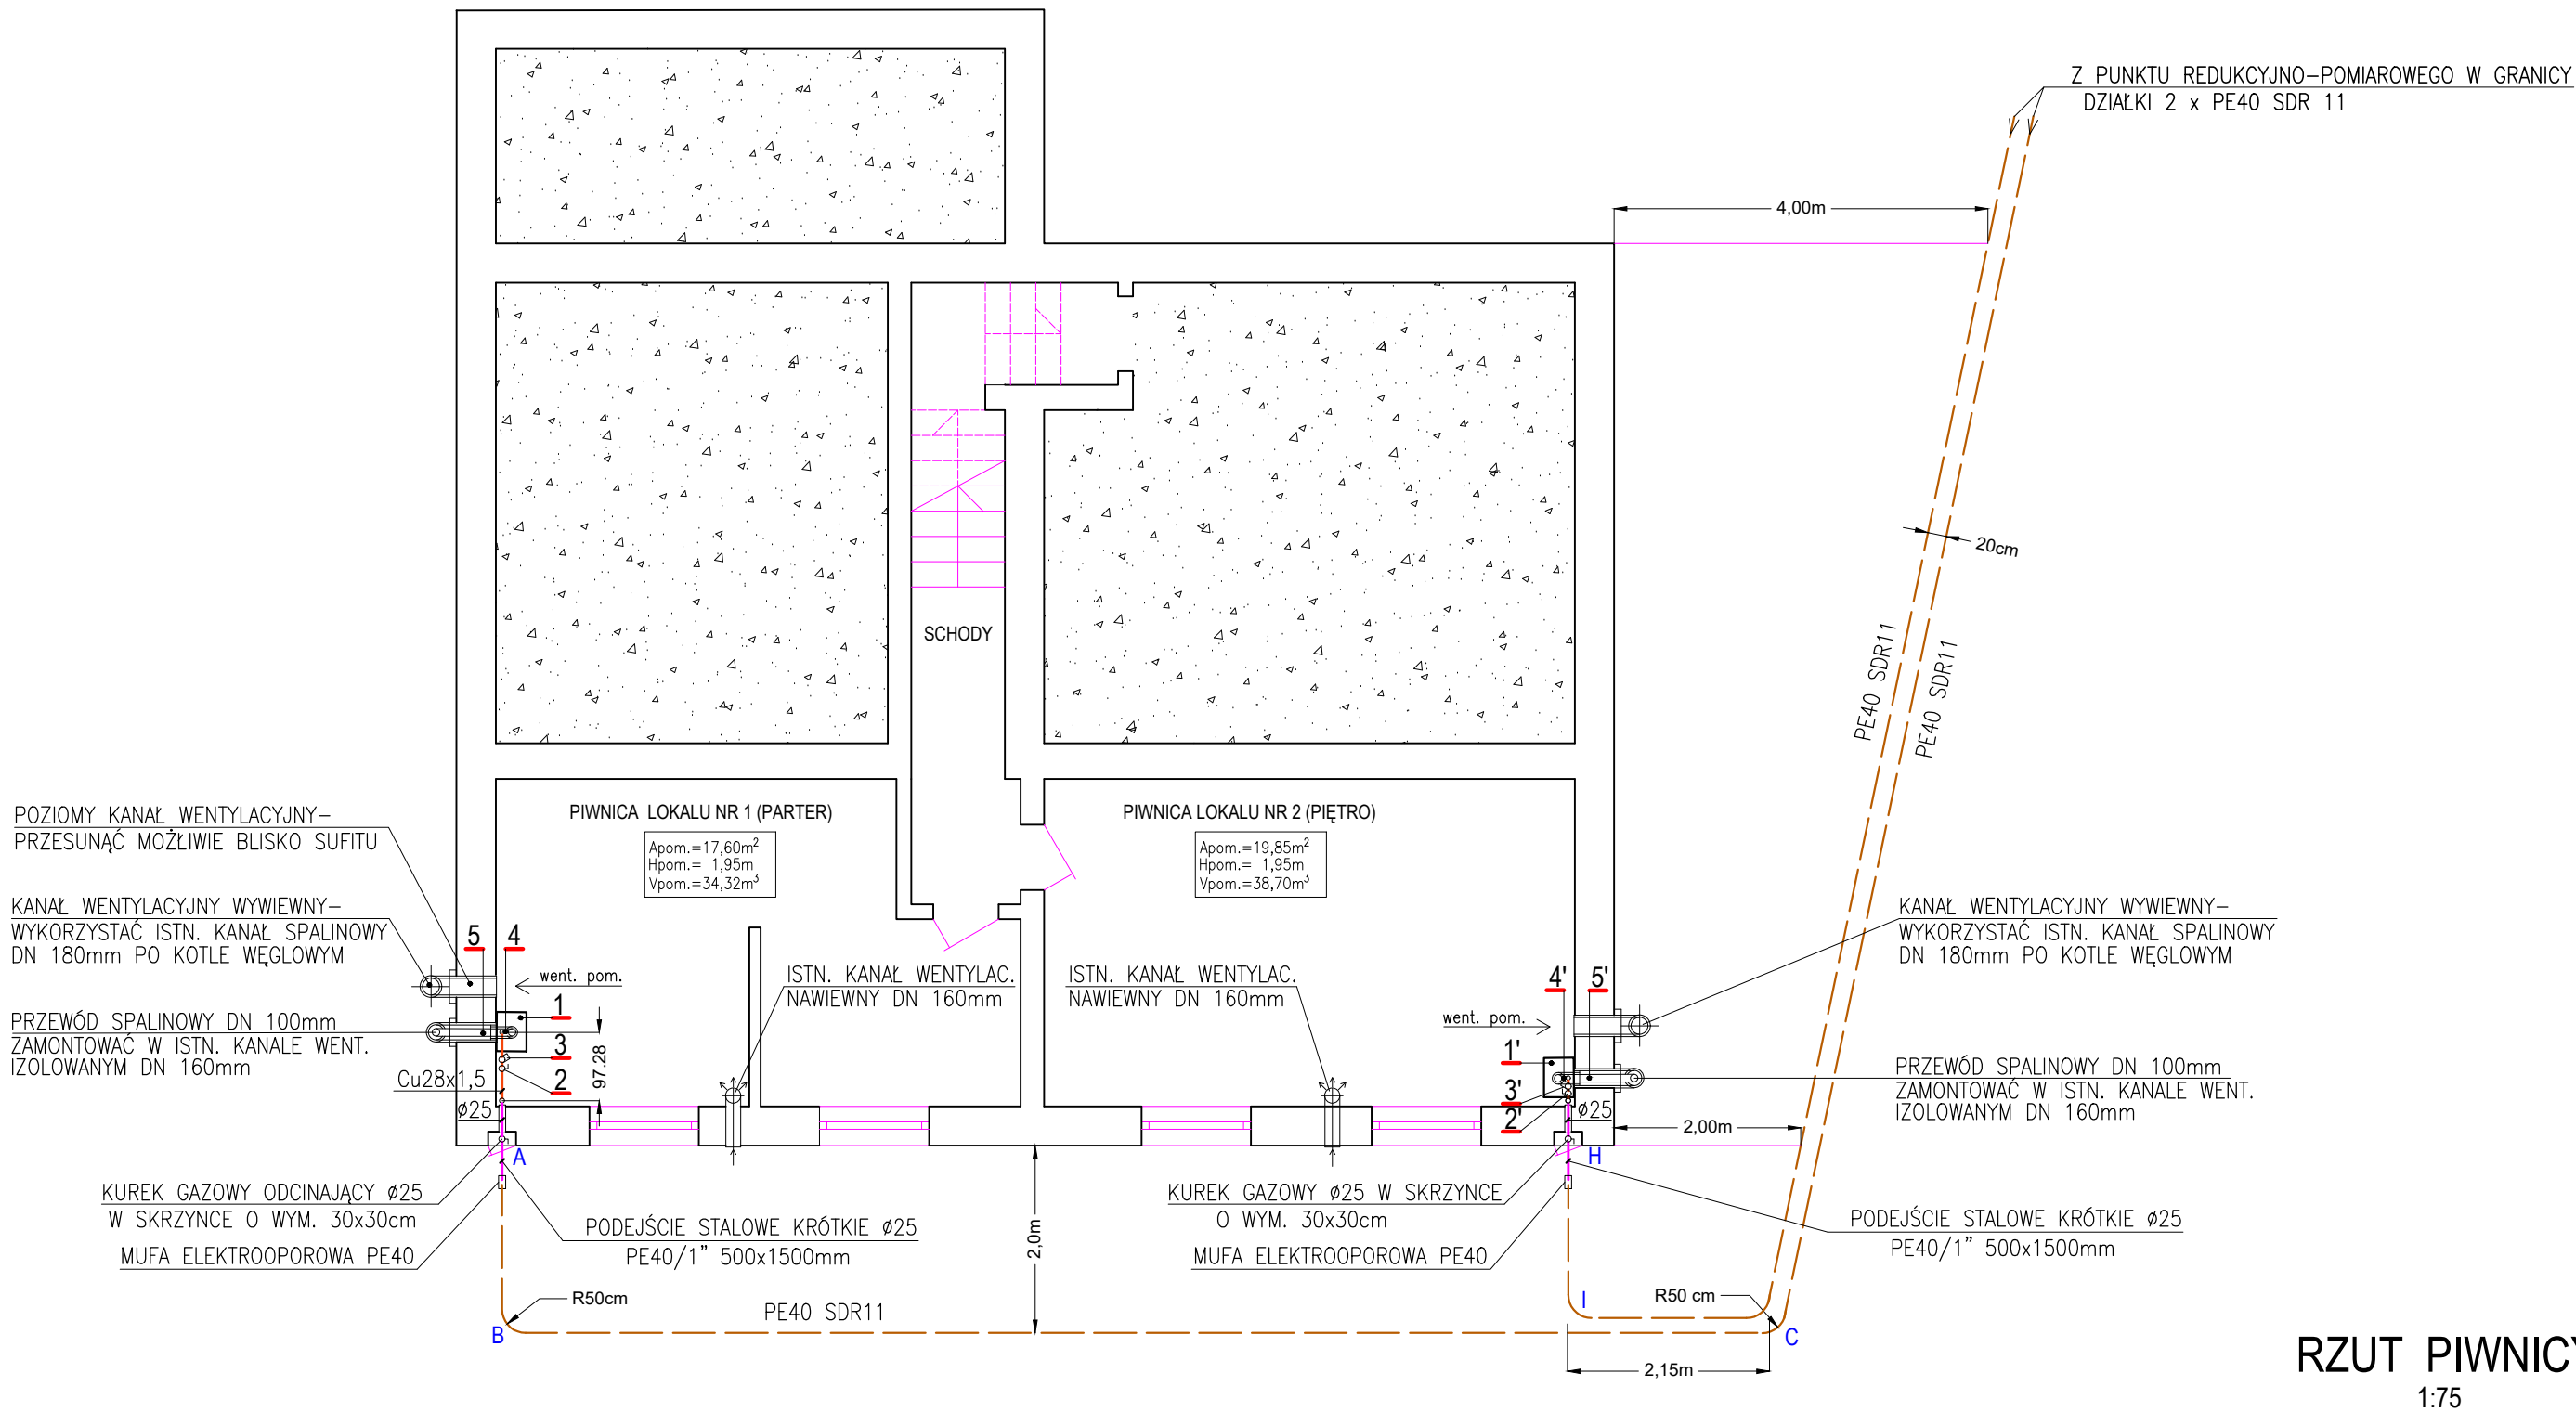 Z PUNKTU REDUKCYJNO-POMIAROWEGO W GRANICY
DZIAŁKI 2 x PE40 SDR 11
4,00m
20cm
PE40 SDR11
PE40 SDR11
SCHODY
PIWNICA LOKALU NR 1 (PARTER)
Apom.=17,60m²
Hpom.= 1,95m
Vpom.=34,32m³
PIWNICA LOKALU NR 2 (PIĘTRO)
Apom.=19,85m²
Hpom.= 1,95m
Vpom.=38,70m³
POZIOMY KANAŁ WENTYLACYJNY-
PRZESUNĄĆ MOŻLIWIE BLISKO SUFITU
KANAŁ WENTYLACYJNY WYWIEWNY-
WYKORZYSTAĆ ISTN. KANAŁ SPALINOWY
DN 180mm PO KOTLE WĘGLOWYM
PRZEWÓD SPALINOWY DN 100mm
ZAMONTOWAĆ W ISTN. KANALE WENT.
IZOLOWANYM DN 160mm
5
4
went. pom.
1
3
2
97.28
Cu28x1,5
ø25
ISTN. KANAŁ WENTYLAC.
NAWIEWNY DN 160mm
ISTN. KANAŁ WENTYLAC.
NAWIEWNY DN 160mm
4'
5'
went. pom.
1'
3'
2'
ø25
KANAŁ WENTYLACYJNY WYWIEWNY-
WYKORZYSTAĆ ISTN. KANAŁ SPALINOWY
DN 180mm PO KOTLE WĘGLOWYM
PRZEWÓD SPALINOWY DN 100mm
ZAMONTOWAĆ W ISTN. KANALE WENT.
IZOLOWANYM DN 160mm
2,00m
A
H
KUREK GAZOWY ODCINAJĄCY ø25
W SKRZYNCE O WYM. 30x30cm
MUFA ELEKTROOPOROWA PE40
PODEJŚCIE STALOWE KRÓTKIE ø25
PE40/1" 500x1500mm
2,0m
KUREK GAZOWY ø25 W SKRZYNCE
O WYM. 30x30cm
MUFA ELEKTROOPOROWA PE40
PODEJŚCIE STALOWE KRÓTKIE ø25
PE40/1" 500x1500mm
R50cm
PE40 SDR11
B
I
R50 cm
C
2,15m
RZUT PIWNICY
1:75